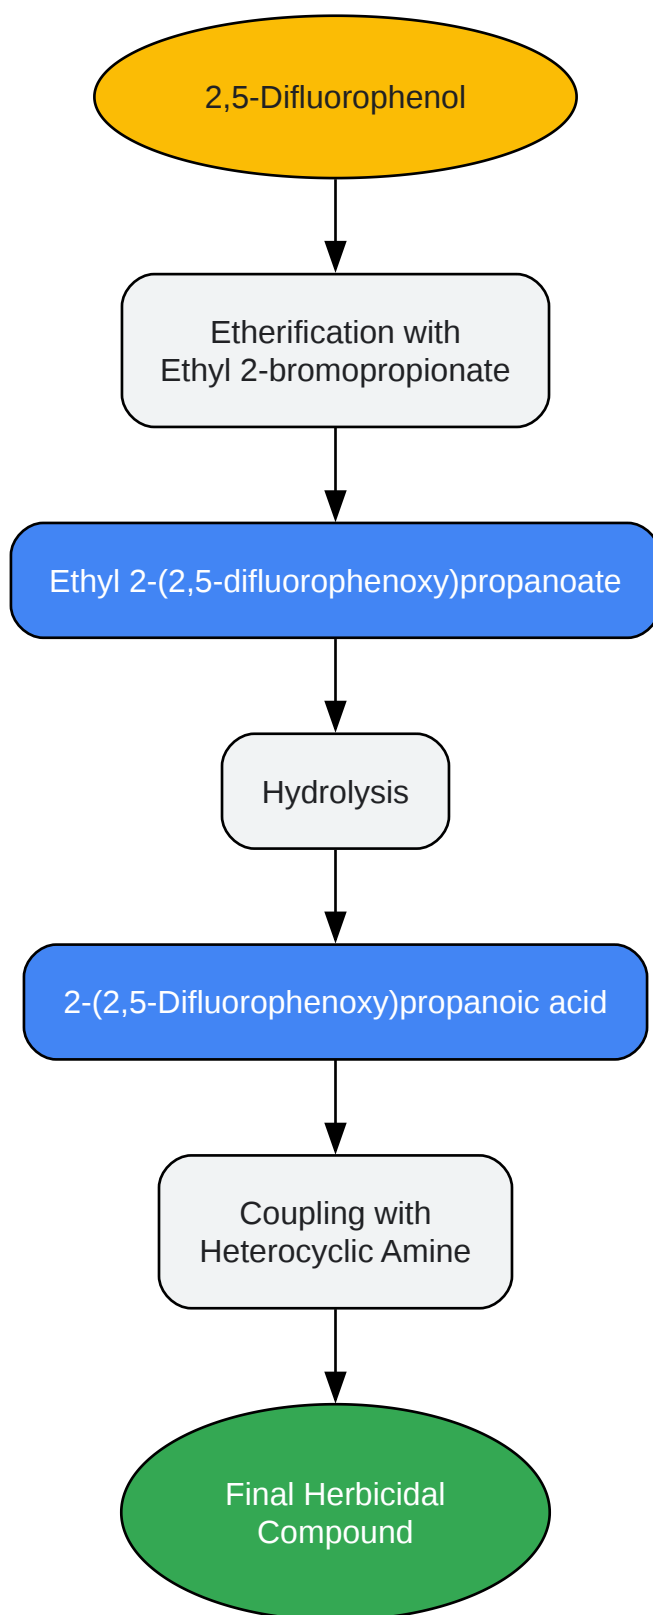 2,5-Difluorophenol
Etherification with
Ethyl 2-bromopropionate
Ethyl 2-(2,5-difluorophenoxy)propanoate
Hydrolysis
2-(2,5-Difluorophenoxy)propanoic acid
Coupling with
Heterocyclic Amine
Final Herbicidal
Compound